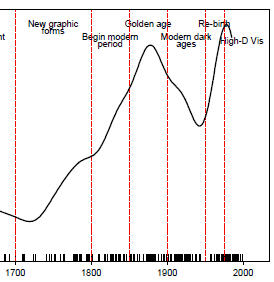 New graphic
forms
Golden age
Re-birth
nt
Begin modern
period
Modern dark
ages
High-D Vis
1700
1800
1900
2000